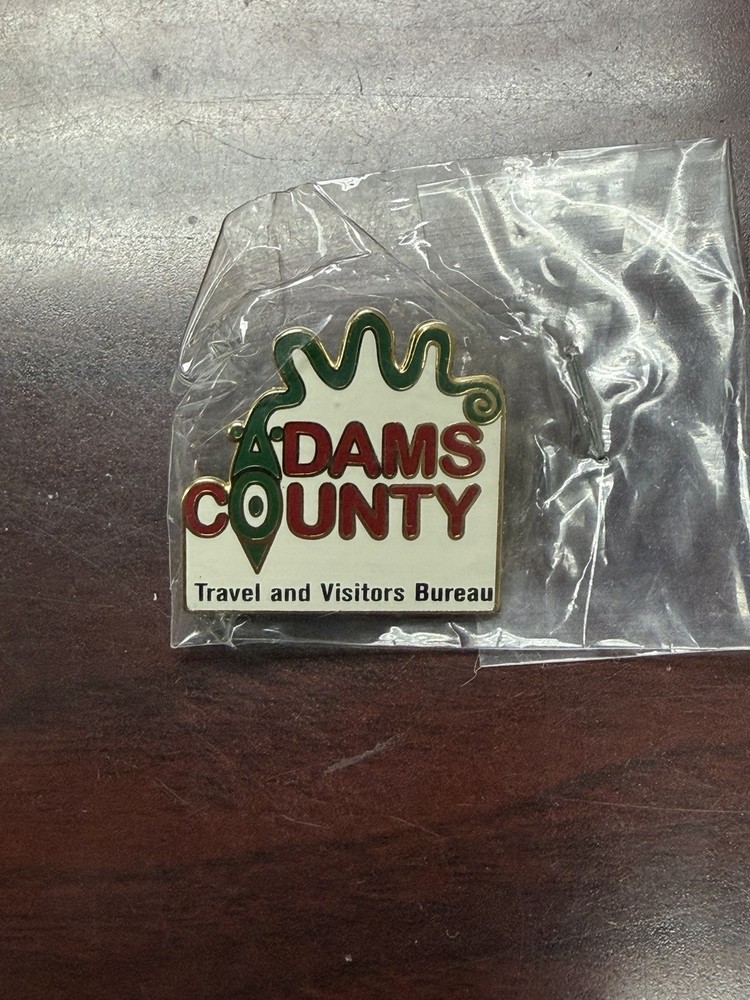 ADAMS
COUNTY
Travel and Visitors Bureau